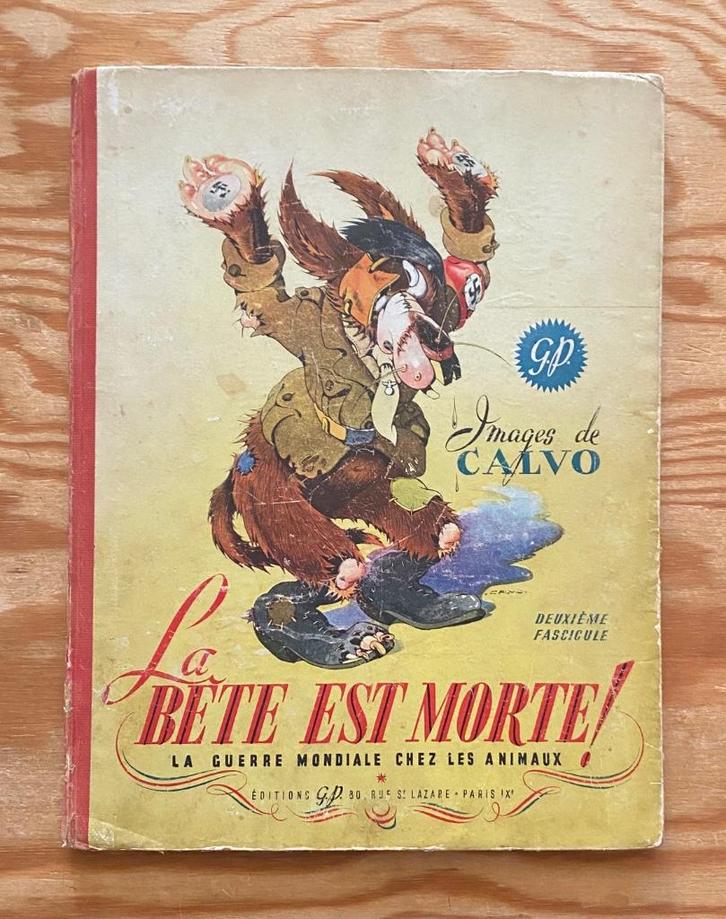 G.P.
Images de
CALVO
DEUXIÈME
FASCICULE
La
BÊTE EST MORTE!
LA GUERRE MONDIALE CHEZ LES ANIMAUX
ÉDITIONS G.P. 80, RUE St LAZARE - PARIS IXe